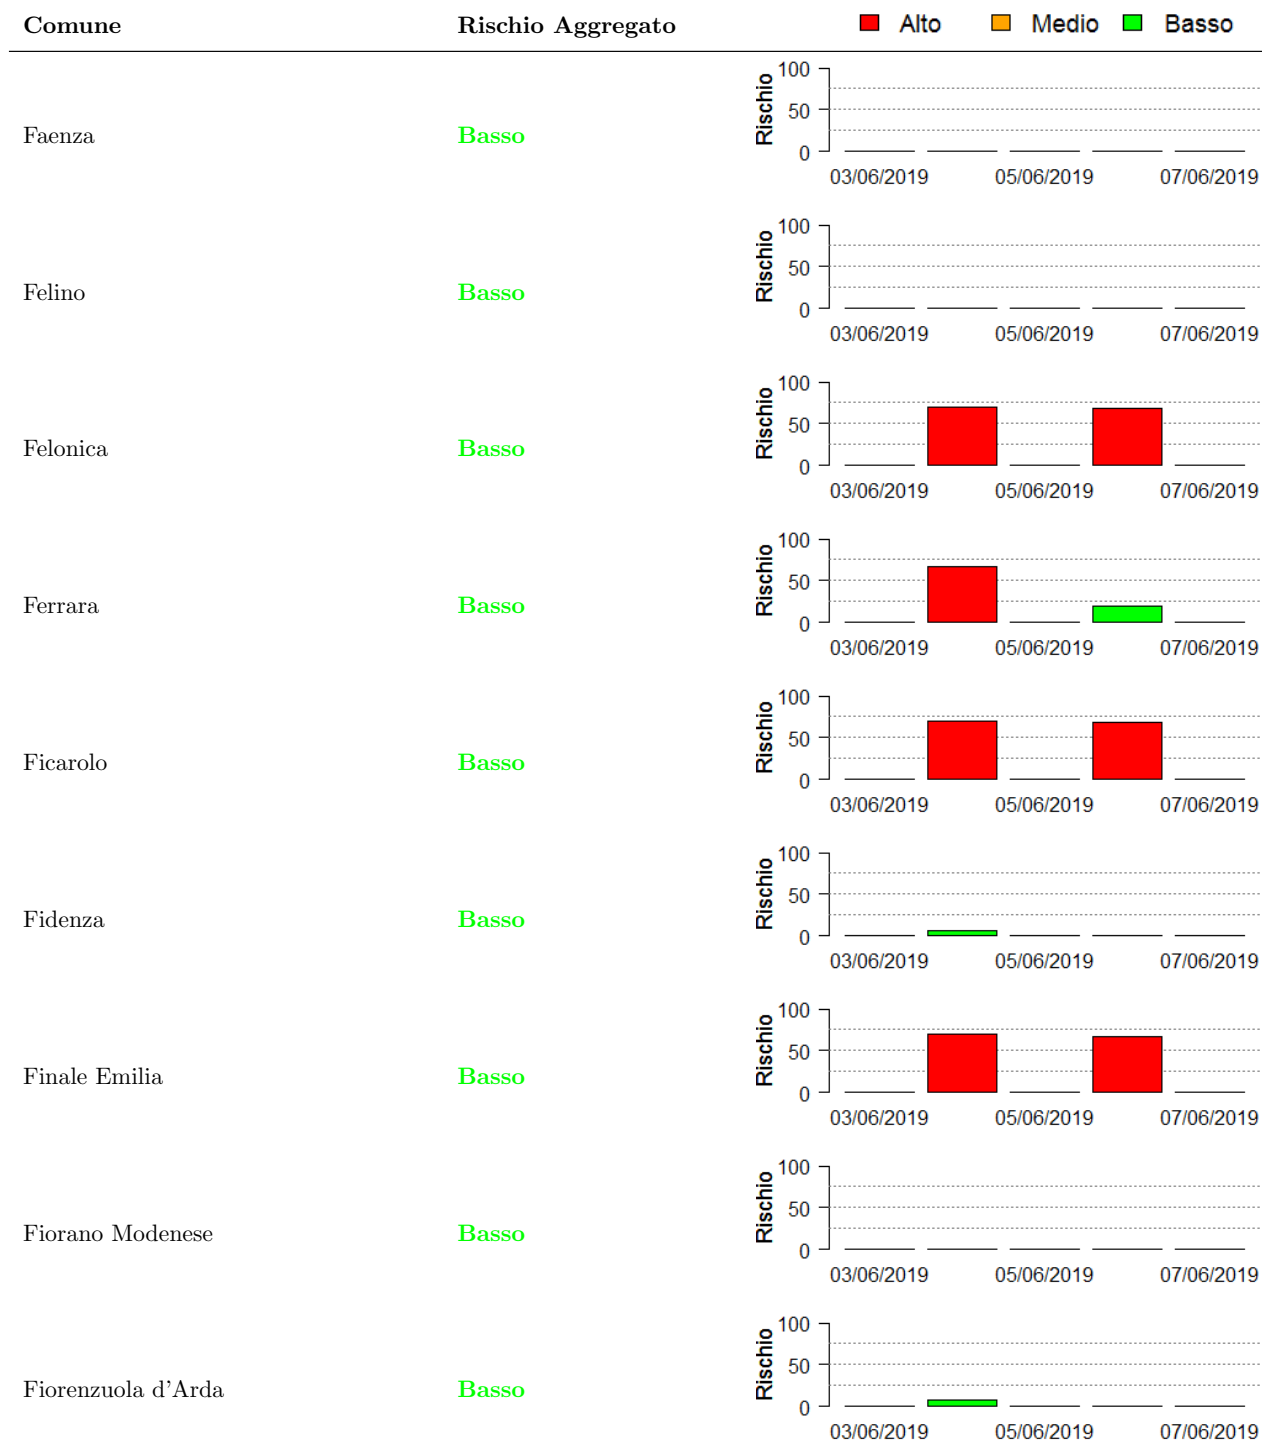 Comune Rischio Aggregato Alto Medio Basso
Faenza Basso
Rischio
100
50
0
03/06/2019 05/06/2019 07/06/2019
Felino Basso
Rischio
100
50
0
03/06/2019 05/06/2019 07/06/2019
Felonica Basso
Rischio
100
50
0
03/06/2019 05/06/2019 07/06/2019
Ferrara Basso
Rischio
100
50
0
03/06/2019 05/06/2019 07/06/2019
Ficarolo Basso
Rischio
100
50
0
03/06/2019 05/06/2019 07/06/2019
Fidenza Basso
Rischio
100
50
0
03/06/2019 05/06/2019 07/06/2019
Finale Emilia Basso
Rischio
100
50
0
03/06/2019 05/06/2019 07/06/2019
Fiorano Modenese Basso
Rischio
100
50
0
03/06/2019 05/06/2019 07/06/2019
Fiorenzuola d'Arda Basso
Rischio
100
50
0
03/06/2019 05/06/2019 07/06/2019